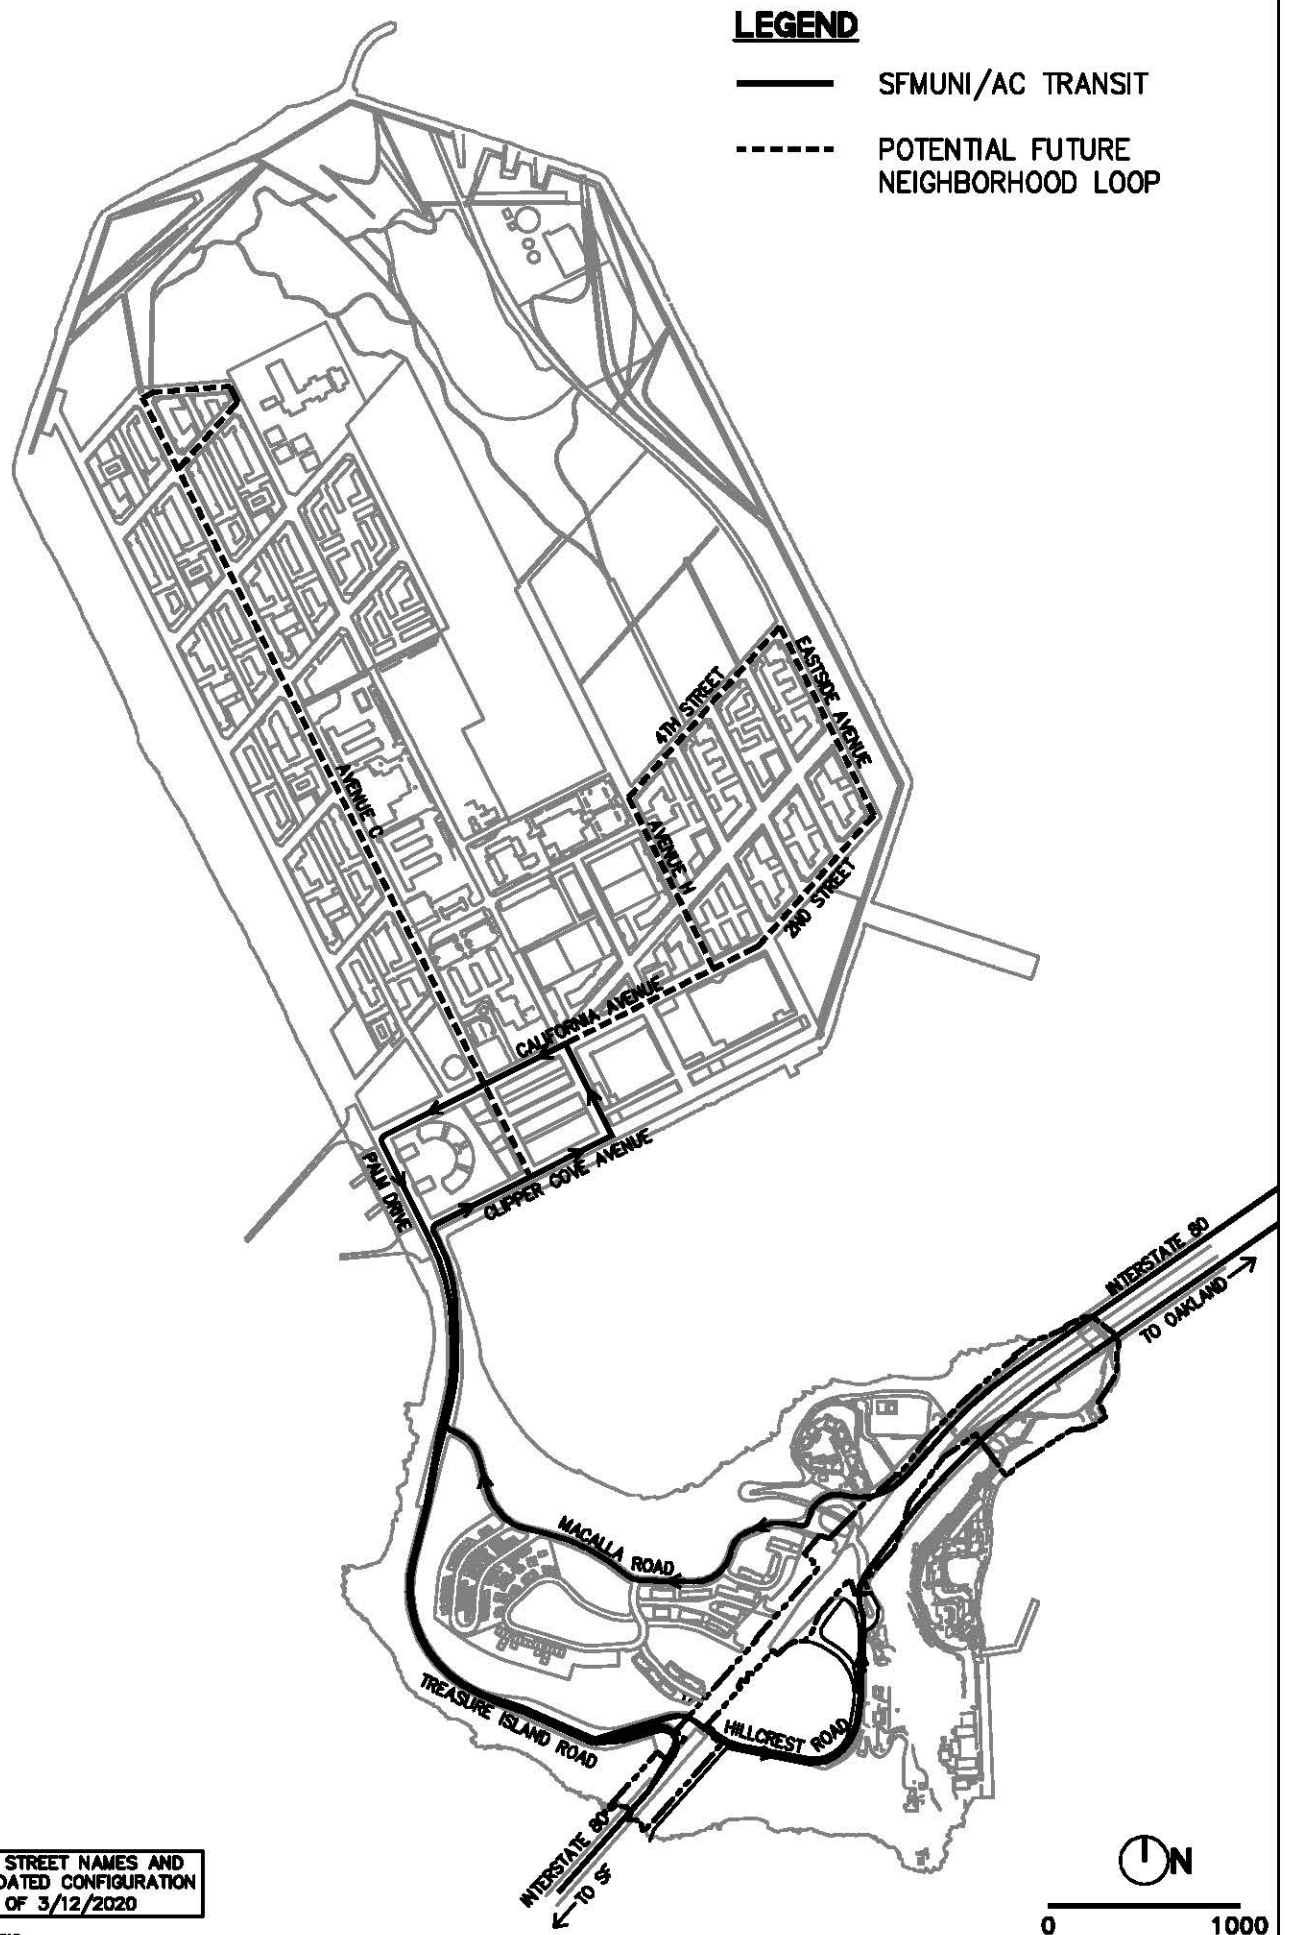 LEGEND
SFMUNI/AC TRANSIT
POTENTIAL FUTURE
NEIGHBORHOOD LOOP
EASTSIDE AVENUE
4TH STREET
AVENUE C
AVENUE H
2ND STREET
CALIFORNIA AVENUE
CLIPPER COVE AVENUE
PALM DRIVE
INTERSTATE 80
TO OAKLAND
MACALLA ROAD
TREASURE ISLAND ROAD
HILLCREST ROAD
INTERSTATE 80
TO SF
STREET NAMES AND
DATED CONFIGURATION
OF 3/12/2020
N
0 1000